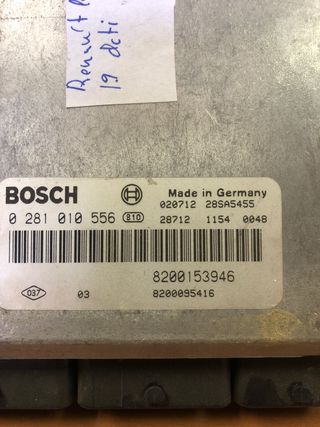 Renault
19 dcti
BOSCH Made in Germany
020712 28SA5455
0 281 010 556 810 28712 1154 0048
8200153946
037 03 8200095416